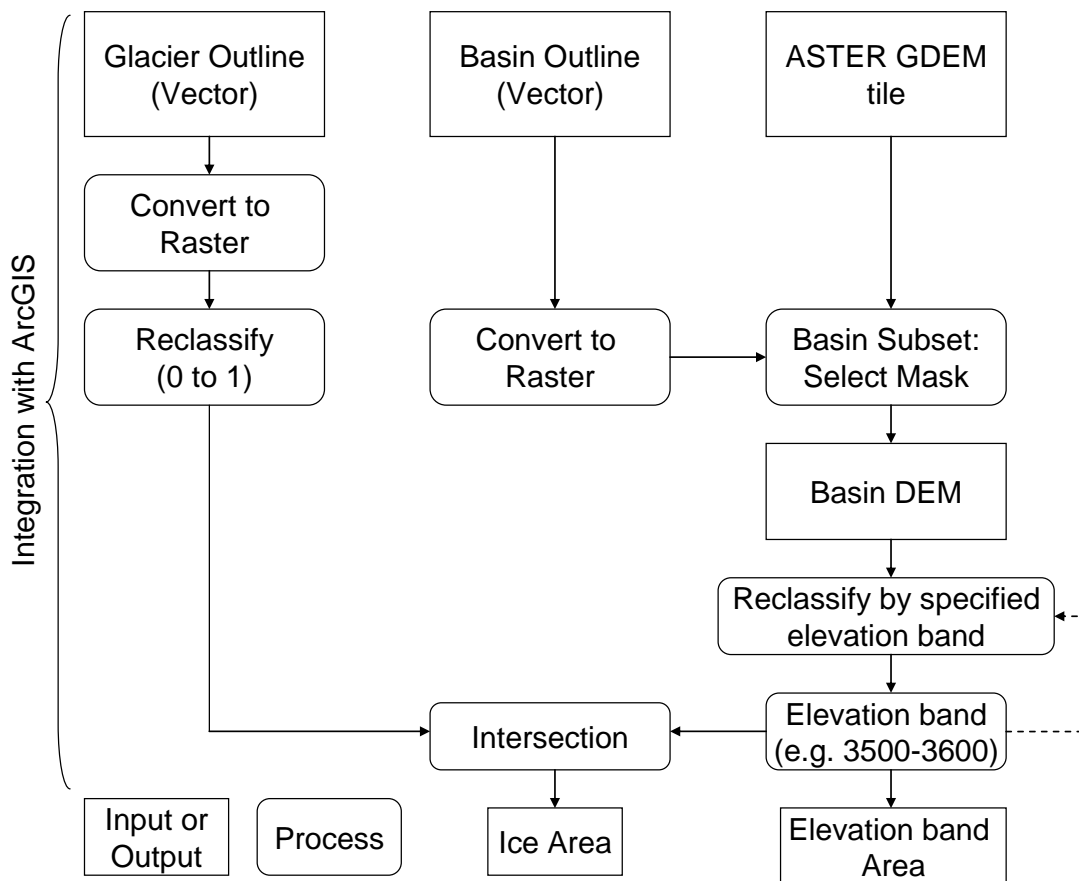 Integration with ArcGIS
Glacier Outline
(Vector)
Basin Outline
(Vector)
ASTER GDEM
tile
Convert to
Raster
Reclassify
(0 to 1)
Convert to
Raster
Basin Subset:
Select Mask
Basin DEM
Reclassify by specified
elevation band
Intersection
Elevation band
(e.g. 3500-3600)
Input or
Output
Process
Ice Area
Elevation band
Area